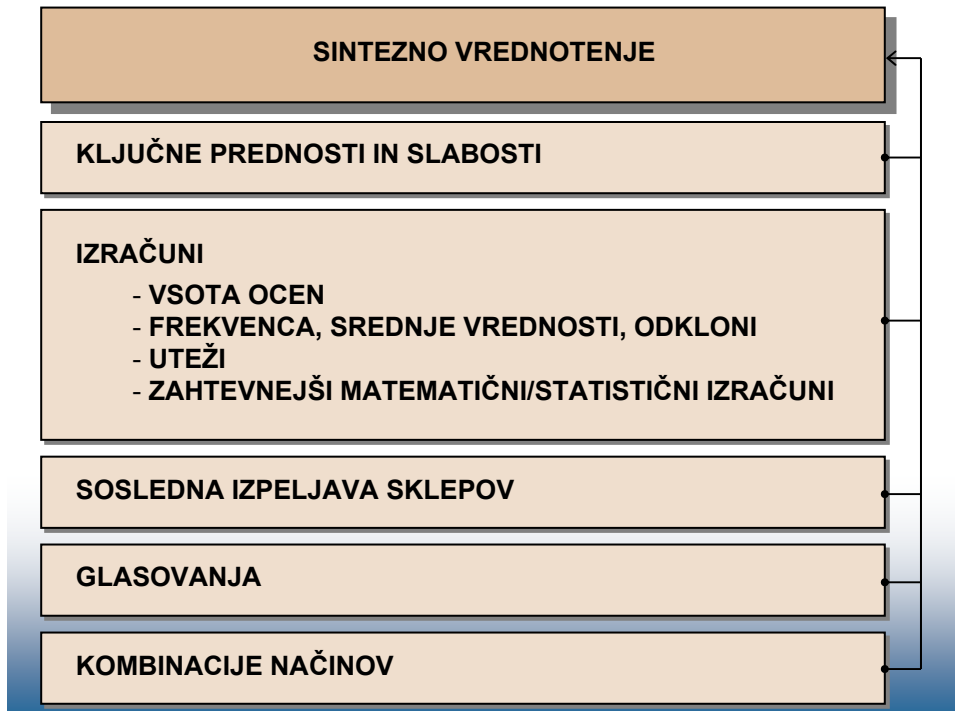 SINTEZNO VREDNOTENJE
KLJUČNE PREDNOSTI IN SLABOSTI
IZRAČUNI
- VSOTA OCEN
- FREKVENCA, SREDNJE VREDNOSTI, ODKLONI
- UTEŽI
- ZAHTEVNEJŠI MATEMATIČNI/STATISTIČNI IZRAČUNI
SOSLEDNA IZPELJAVA SKLEPOV
GLASOVANJA
KOMBINACIJE NAČINOV